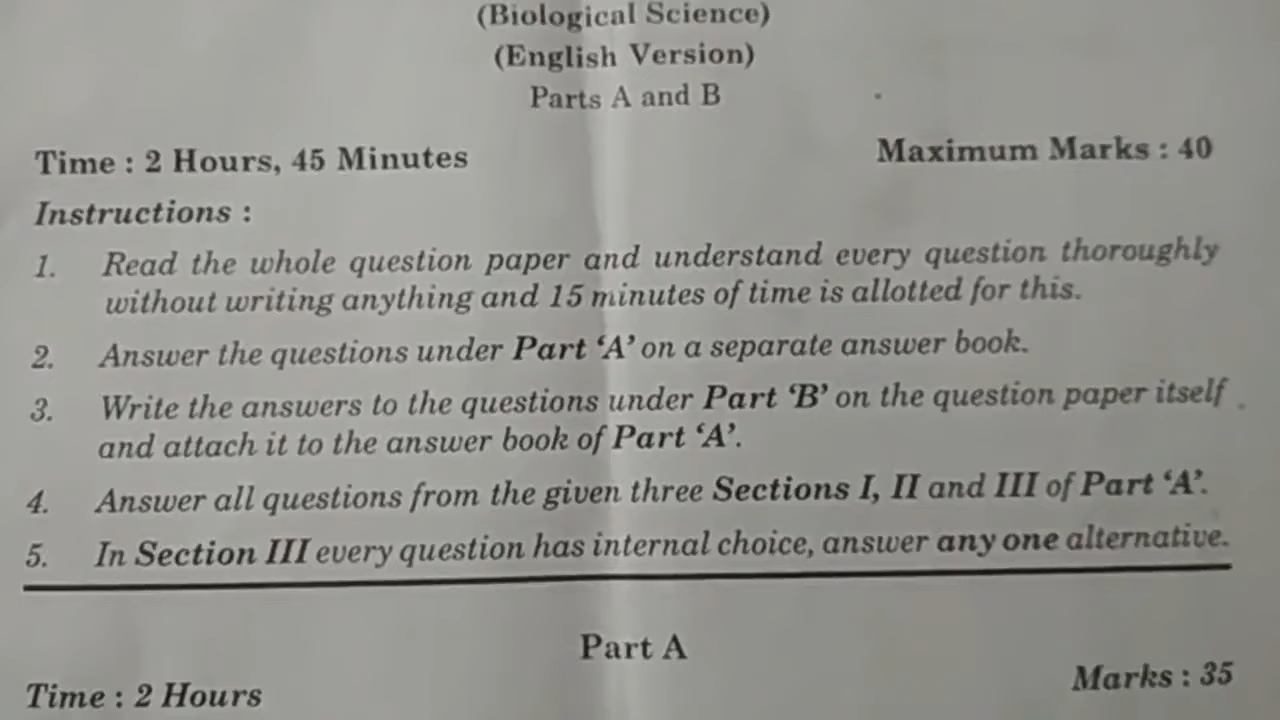 (Biological Science)
(English Version)
Parts A and B
Time : 2 Hours, 45 Minutes
Maximum Marks : 40
Instructions :
1. Read the whole question paper and understand every question thoroughly
without writing anything and 15 minutes of time is allotted for this.
2. Answer the questions under Part ‘A’ on a separate answer book.
3. Write the answers to the questions under Part ‘B’ on the question paper itself
and attach it to the answer book of Part ‘A’.
4. Answer all questions from the given three Sections I, II and III of Part ‘A’.
5. In Section III every question has internal choice, answer any one alternative.
Part A
Time : 2 Hours
Marks : 35